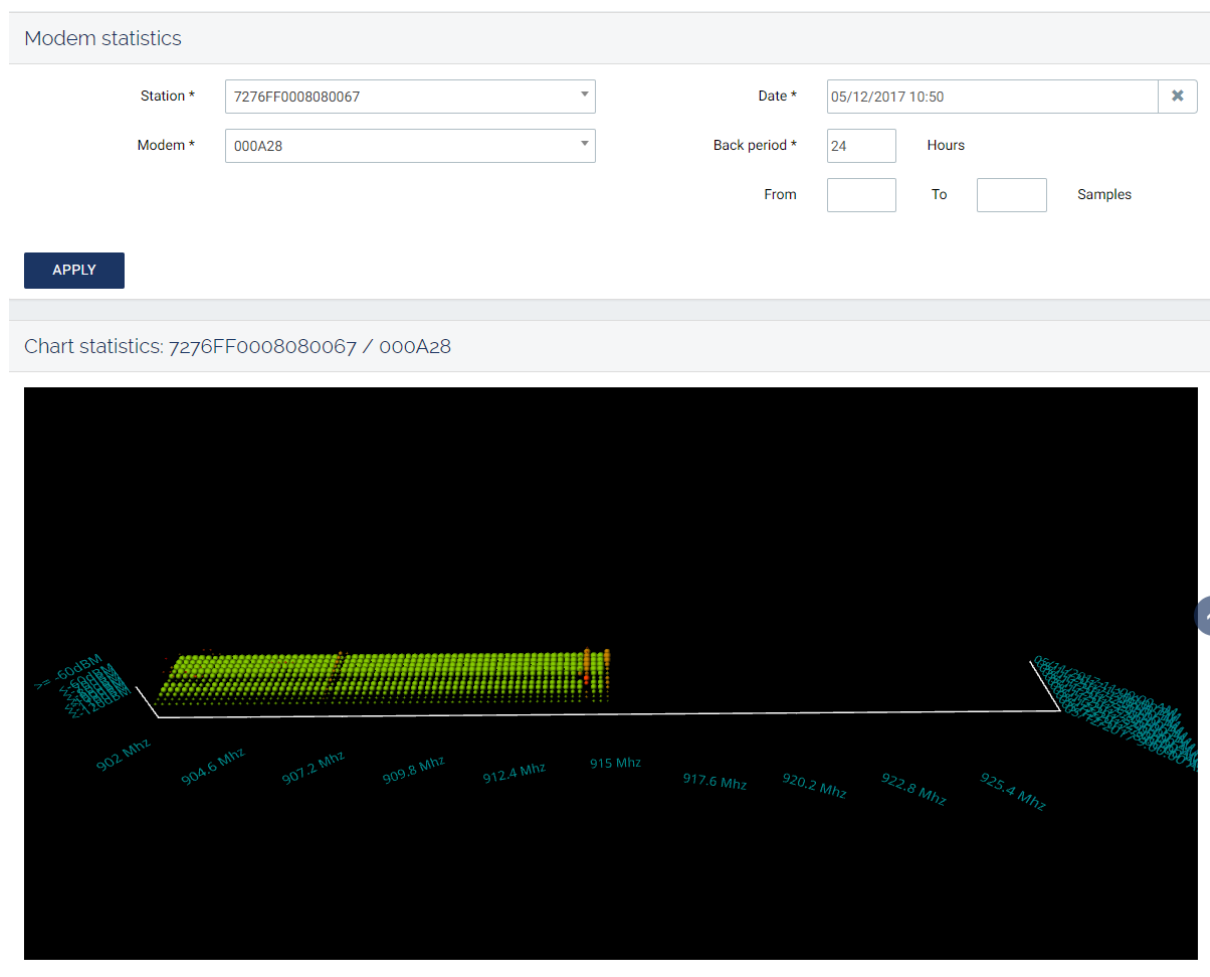 Modem statistics
Station * 7276FF0008080067 Date * 05/12/2017 10:50
Modem * 000A28 Back period * 24 Hours
From To Samples
APPLY
Chart statistics: 7276FF0008080067 / 000A28
>= -60dBM
902 Mhz
904.6 Mhz
907.2 Mhz
909.8 Mhz
912.4 Mhz
915 Mhz
917.6 Mhz
920.2 Mhz
922.8 Mhz
925.4 Mhz